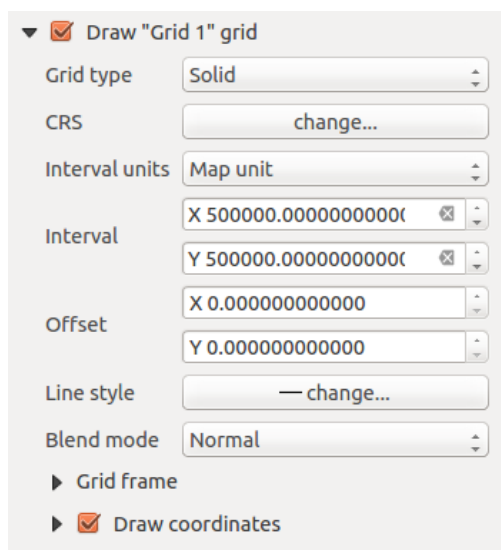 Draw "Grid 1" grid
Grid type Solid
CRS change...
Interval units Map unit
Interval
X 500000.0000000000
Y 500000.0000000000
Offset
X 0.000000000000
Y 0.000000000000
Line style change...
Blend mode Normal
Grid frame
Draw coordinates